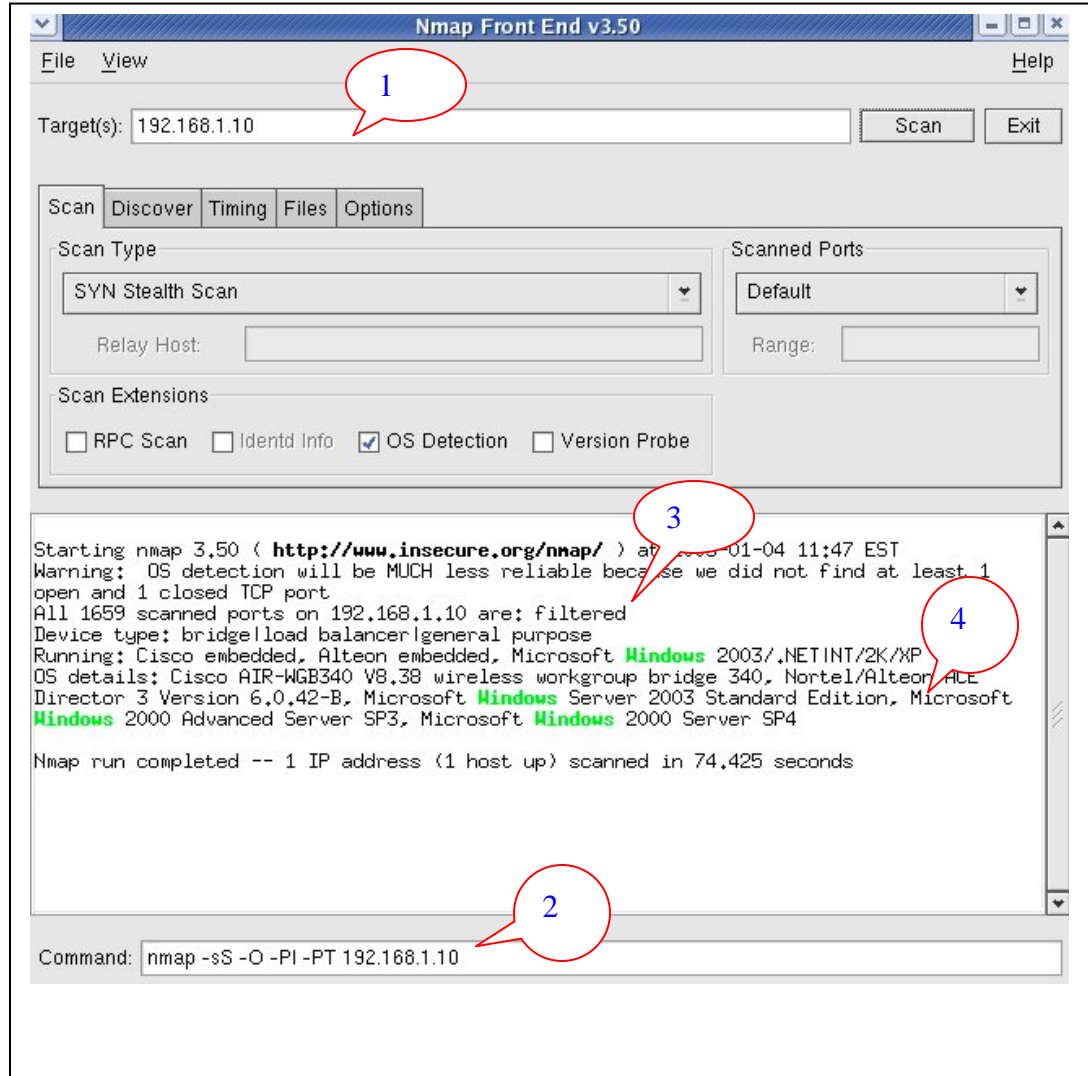 Nmap Front End v3.50
File View Help
1
Target(s): 192.168.1.10 Scan Exit
Scan Discover Timing Files Options
Scan Type Scanned Ports
SYN Stealth Scan Default
Relay Host: Range:
Scan Extensions
RPC Scan Identd Info OS Detection Version Probe
3
Starting nmap 3.50 ( http://www.insecure.org/nmap/ ) at -01-04 11:47 EST
Warning: OS detection will be MUCH less reliable because we did not find at least 1
open and 1 closed TCP port
All 1659 scanned ports on 192.168.1.10 are: filtered
4
Device type: bridge|load balancer|general purpose
Running: Cisco embedded, Alteon embedded, Microsoft Windows 2003/.NET|NT/2K/XP
OS details: Cisco AIR-WGB340 V8.38 wireless workgroup bridge 340, Nortel/Alteon ACE
Director 3 Version 6.0.42-B, Microsoft Windows Server 2003 Standard Edition, Microsoft
Windows 2000 Advanced Server SP3, Microsoft Windows 2000 Server SP4
Nmap run completed -- 1 IP address (1 host up) scanned in 74.425 seconds
2
Command: nmap -sS -O -PI -PT 192.168.1.10